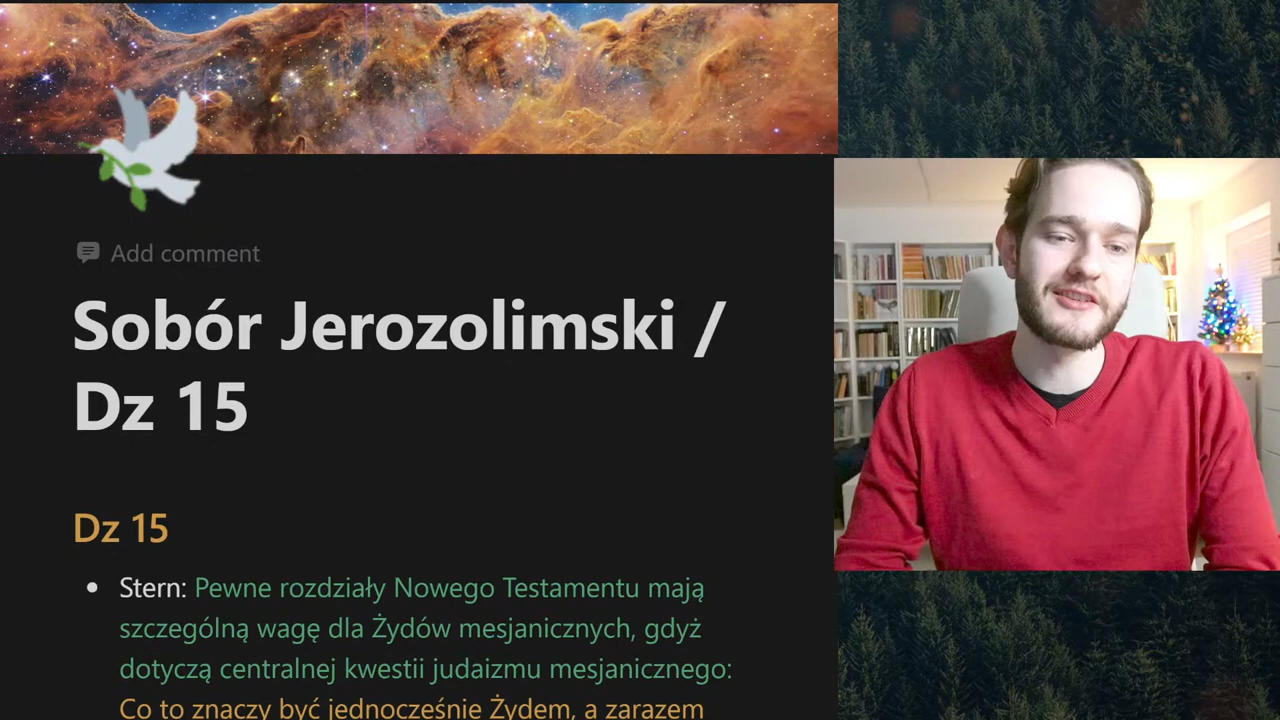 Add comment
Sobór Jerozolimski /
Dz 15
Dz 15
Stern: Pewne rozdziały Nowego Testamentu mają
szczególną wagę dla Żydów mesjanicznych, gdyż
dotyczą centralnej kwestii judaizmu mesjanicznego:
Co to znaczy być jednocześnie Żydem, a zarazem